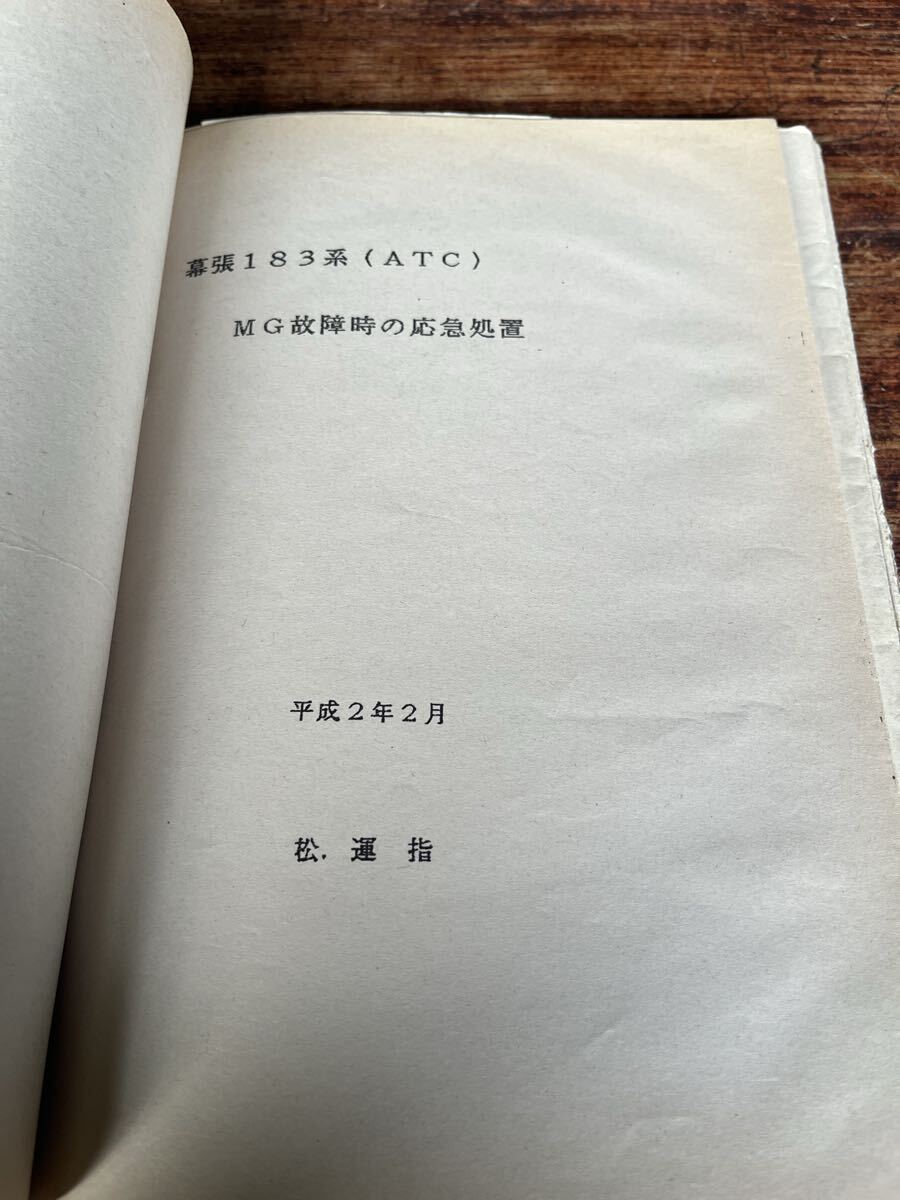 幕張１８３系（ＡＴＣ）
ＭＧ故障時の応急処置
平成２年２月
松．運　指